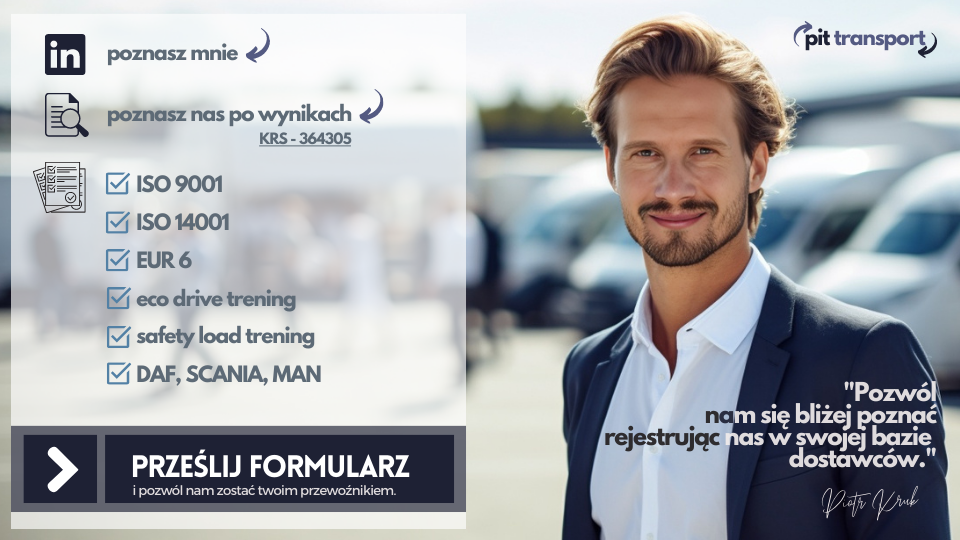 in
poznasz mnie
poznasz nas po wynikach
KRS - 364305
ISO 9001
ISO 14001
EUR 6
eco drive trening
safety load trening
DAF, SCANIA, MAN
PRZEŚLIJ FORMULARZ
i pozwól nam zostać twoim przewoźnikiem.
pit transport
"Pozwól
nam się bliżej poznać
rejestrując nas w swojej bazie
dostawców."
Piotr Kruk